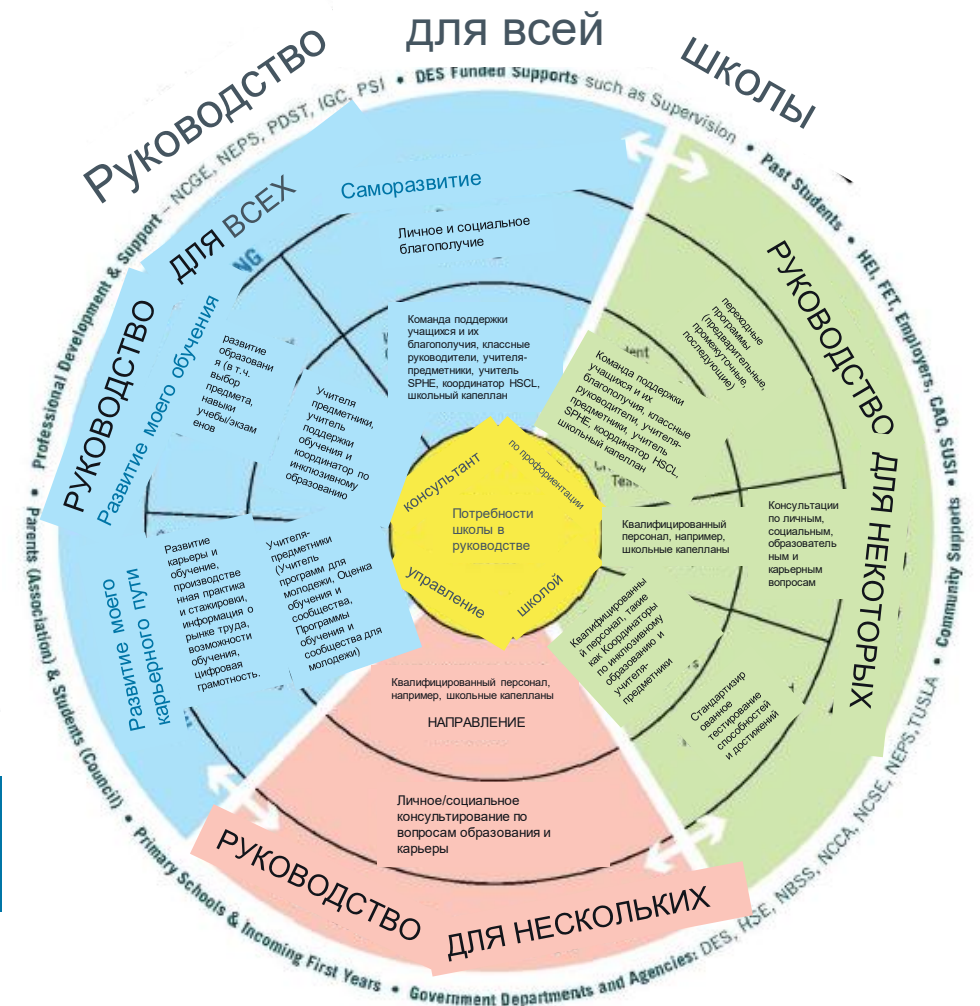 Руководство для всей школы
Professional Development & Support – NCGE, NEPS, PDST, IGC, PSI • DES Funded Supports such as Supervision • Past Students • HEI, FET, Employers, CAO, SUSI • Community Supports
Government Departments and Agencies: DES, HSE, NBSS, NCCA, NCSE, NEPS, TUSLA •
Parents (Association) & Students (Council) • Primary Schools & Incoming First Years •
РУКОВОДСТВО ДЛЯ ВСЕХ
NG
Саморазвитие
Личное и социальное
благополучие
Команда поддержки
учащихся и их
благополучия, классные
руководители, учителя-
предметники, учитель
SPHE, координатор HSCL,
школьный капеллан
Развитие моего обучения
развитие
образовани
я (в т.ч.
выбор
предмета,
навыки
учебы/экзам
енов
Учителя
предметники,
учитель
поддержки
обучения и
координатор по
инклюзивному
образованию
Развитие моего
карьерного пути
Развитие
карьеры и
обучение,
производстве
нная практика
и стажировки,
информация о
рынке труда,
возможности
обучения,
цифровая
грамотность.
Учителя-
предметники
(Учитель
программ для
молодежи, Оценка
обучения и
сообщества,
Программы
обучения и
сообщества для
молодежи)
РУКОВОДСТВО ДЛЯ НЕКОТОРЫХ
переходные
программы
(предварительные,
промежуточные,
последующие)
ent
Команда поддержки
учащихся и их
благополучия, классные
руководители, учителя-
предметники, учитель
SPHE, координатор HSCL,
школьный капеллан
Tea
Квалифицированный
персонал, например,
школьные капелланы
Консультации
по личным,
социальным,
образователь
ным и
карьерным
вопросам
Квалифицированны
й персонал, такие
как Координаторы
по инклюзивному
образованию и
учителя-
предметники
Стандартизир
ованное
тестирование
способностей
и достижений
консультант
по профориентации
Потребности
школы в
руководстве
управление
школой
Квалифицированный персонал,
например, школьные капелланы
НАПРАВЛЕНИЕ
Личное/социальное
консультирование по
вопросам образования и
карьеры
РУКОВОДСТВО ДЛЯ НЕСКОЛЬКИХ